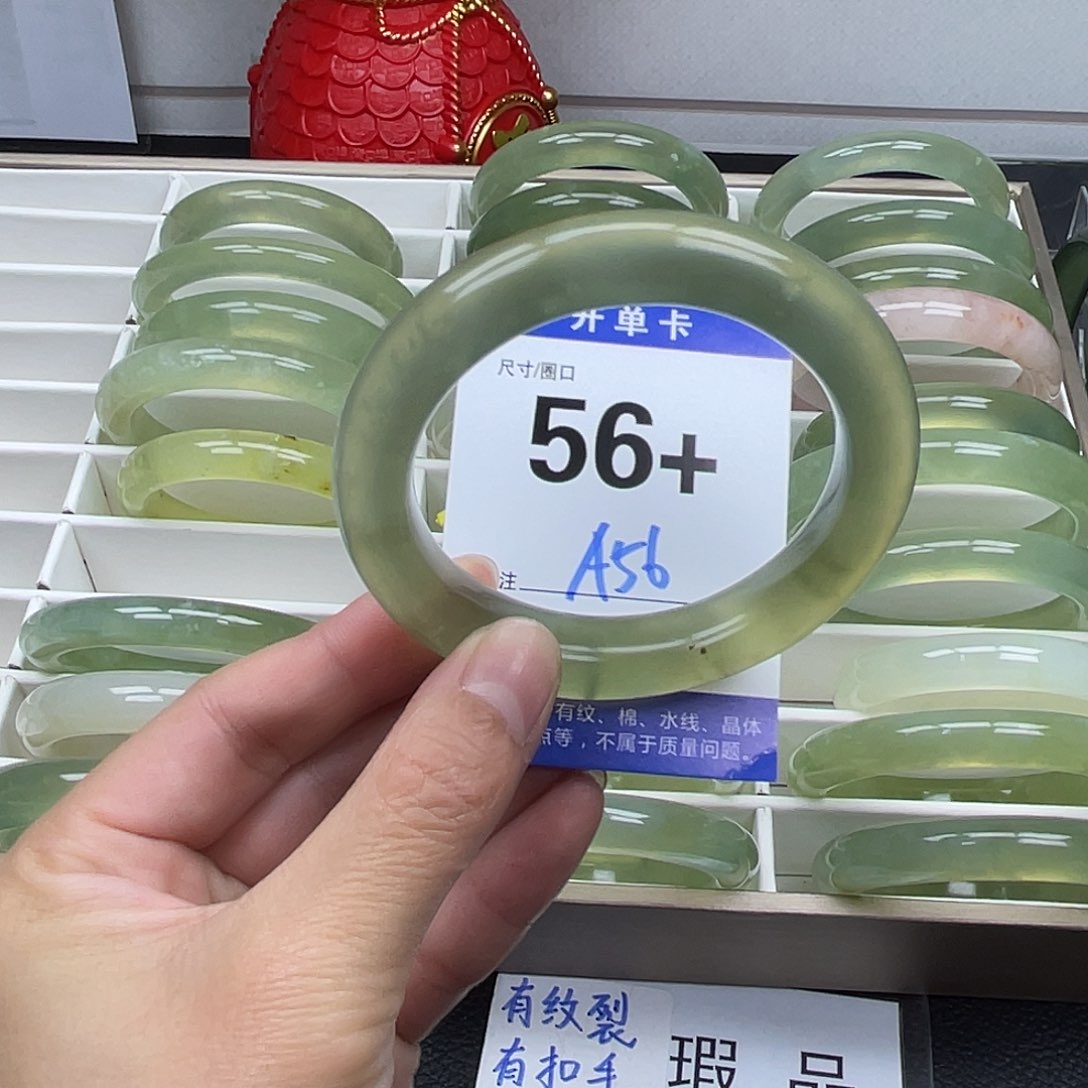 开单卡
尺寸/圈口
56+
A56
注
有纹、棉、水线、晶体
点等，不属于质量问题。
有纹裂
有扣手
瑕品